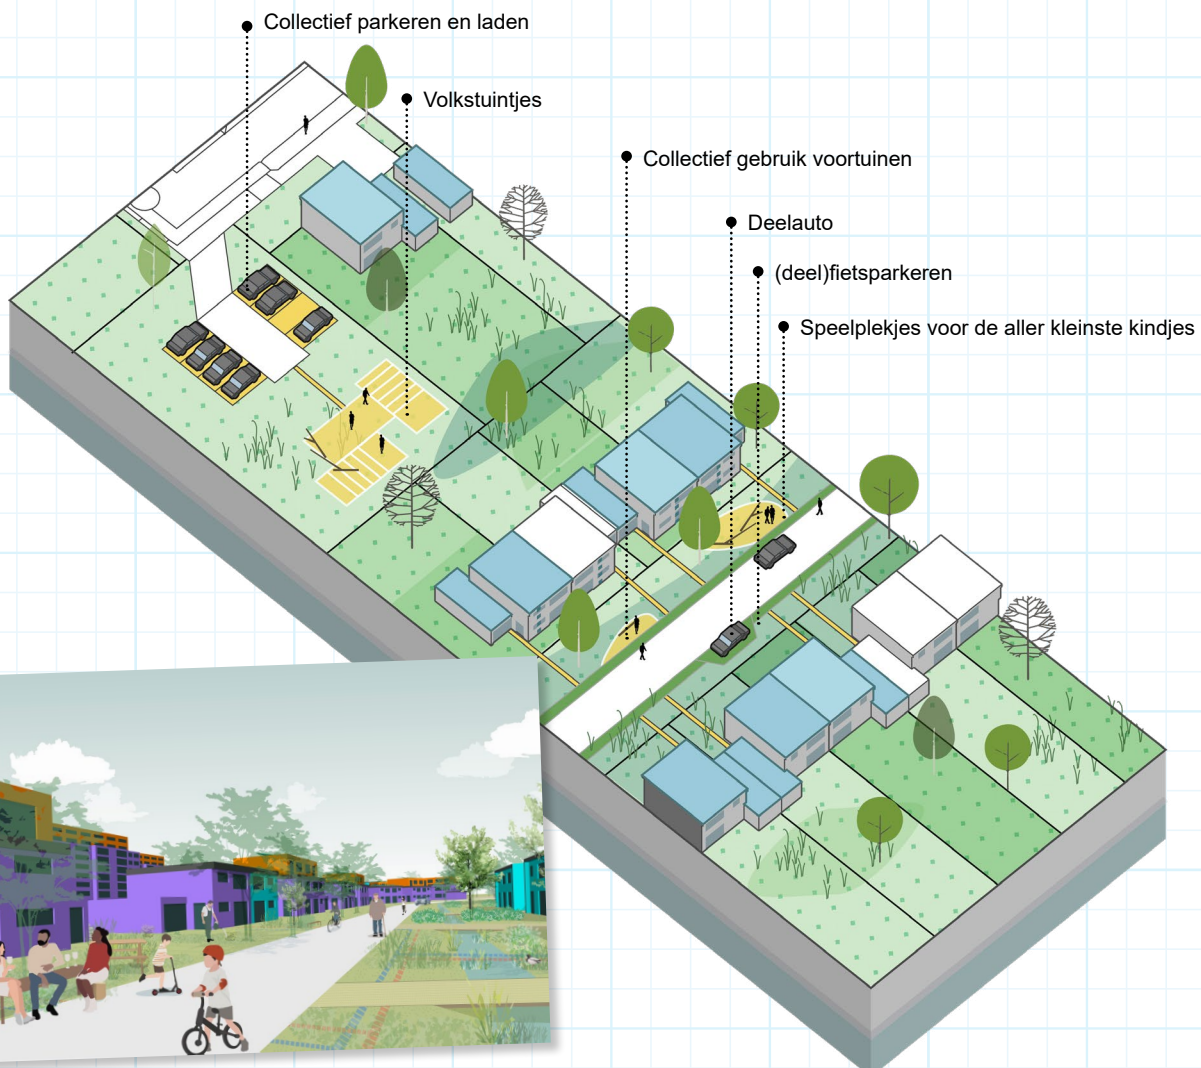 Collectief parkeren en laden
Volkstuintjes
Collectief gebruik voortuinen
Deelauto
(deel)fietsparkeren
Speelplekjes voor de aller kleinste kindjes